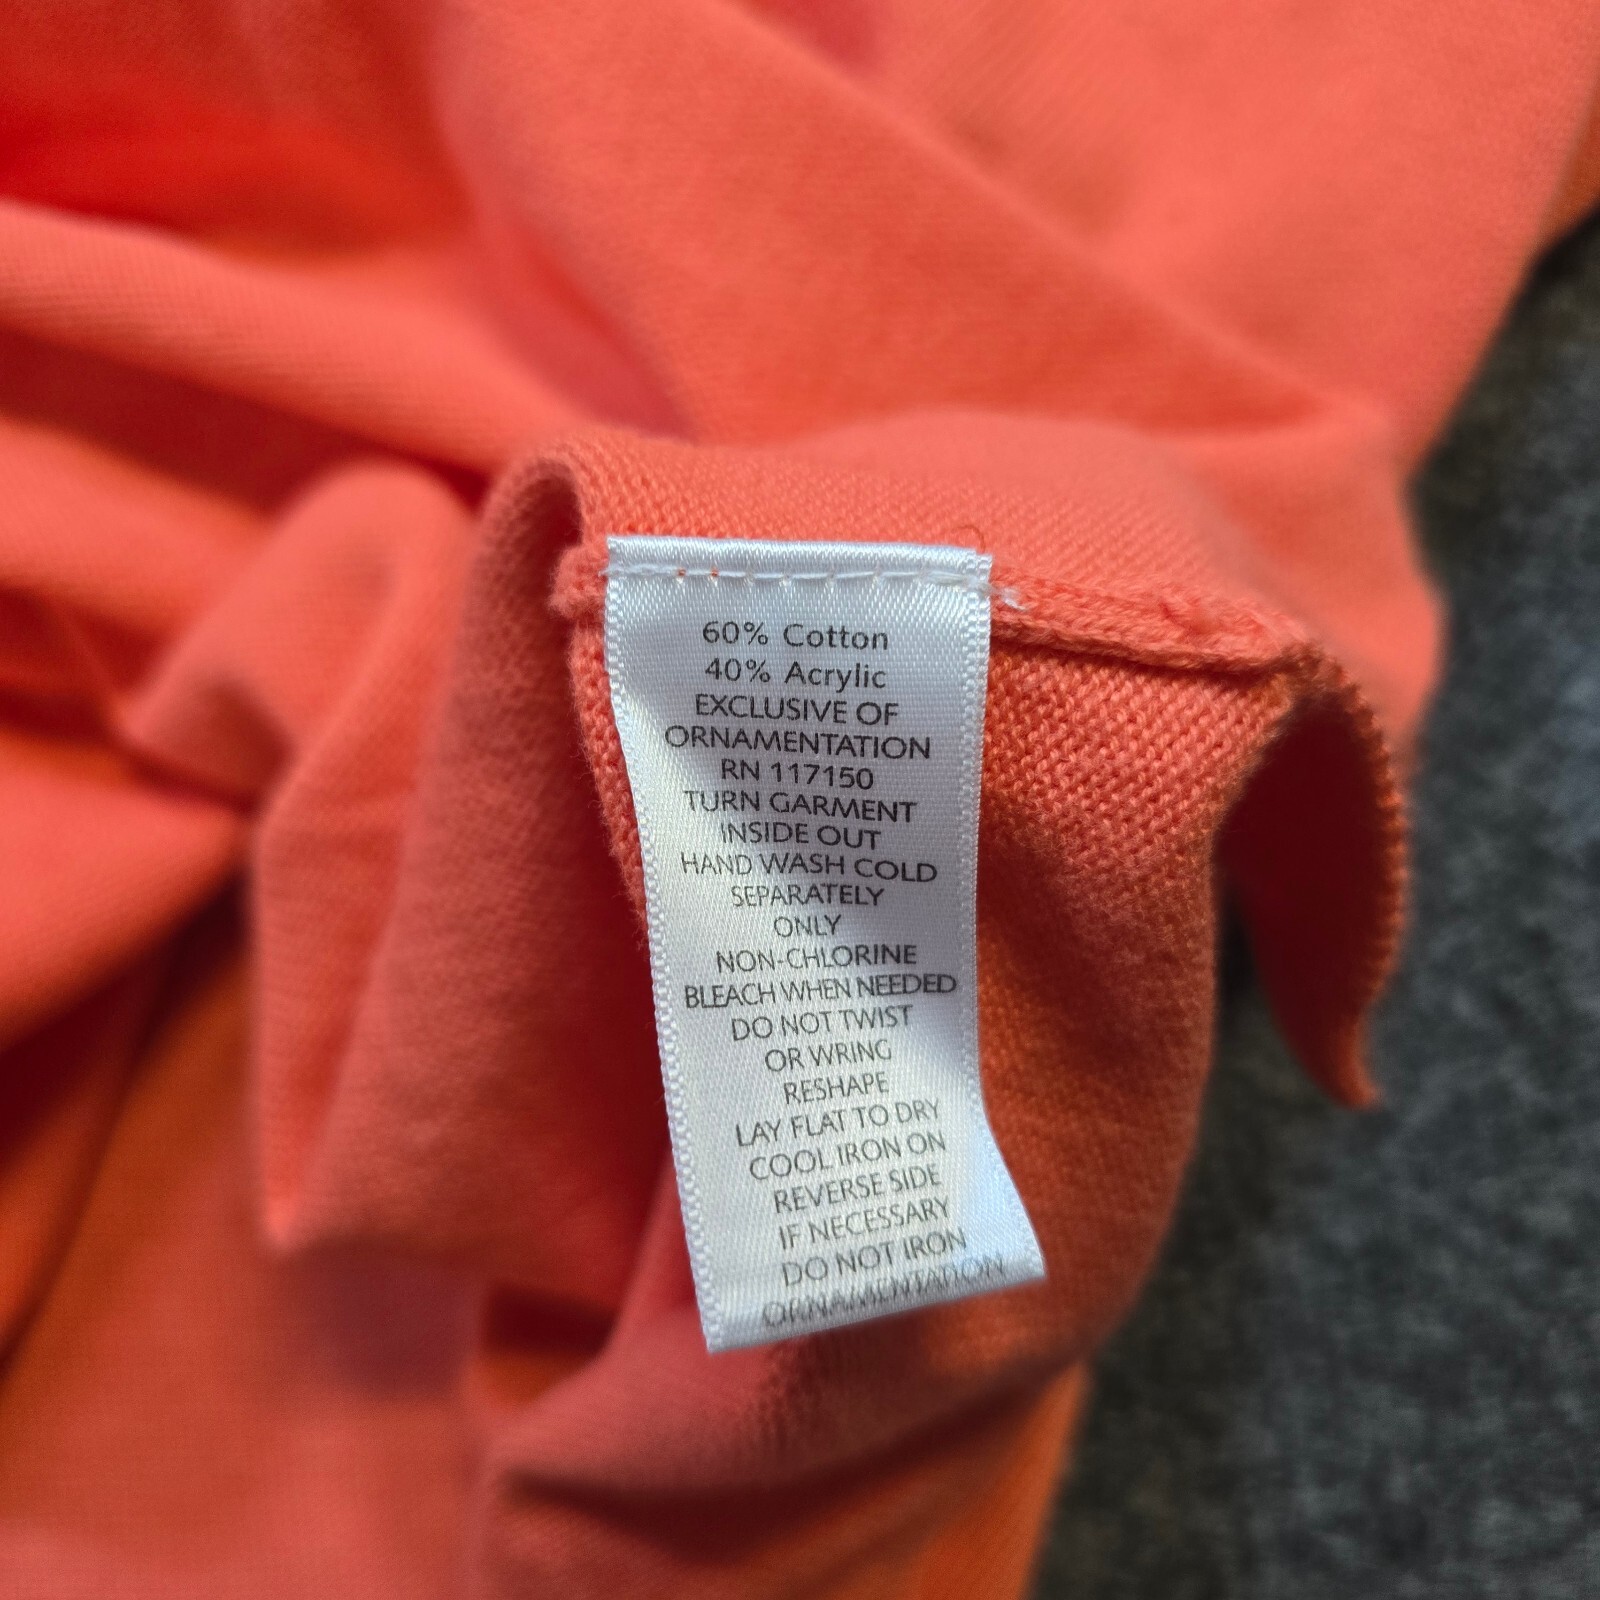 60% Cotton
40% Acrylic
EXCLUSIVE OF
ORNAMENTATION
RN 117150
TURN GARMENT
INSIDE OUT
HAND WASH COLD
SEPARATELY
ONLY
NON-CHLORINE
BLEACH WHEN NEEDED
DO NOT TWIST
OR WRING
RESHAPE
LAY FLAT TO DRY
COOL IRON ON
REVERSE SIDE
IF NECESSARY
DO NOT IRON
ORNAMENTATION